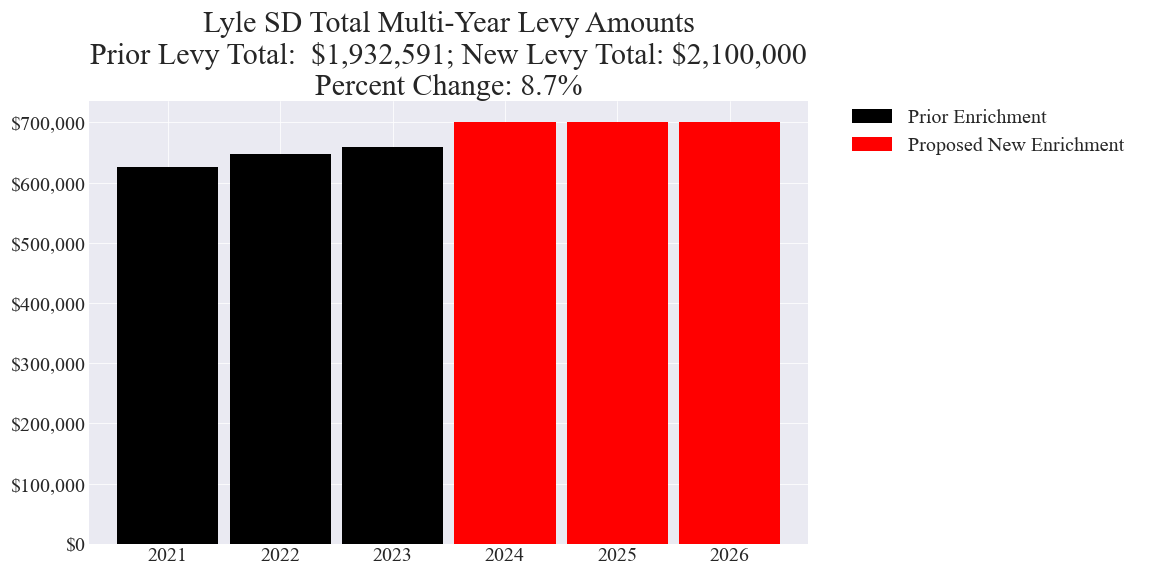 Lyle SD Total Multi-Year Levy Amounts
Prior Levy Total:  $1,932,591; New Levy Total: $2,100,000
Percent Change: 8.7%
Prior Enrichment
Proposed New Enrichment
$700,000
$600,000
$500,000
$400,000
$300,000
$200,000
$100,000
$0
2021 2022 2023 2024 2025 2026